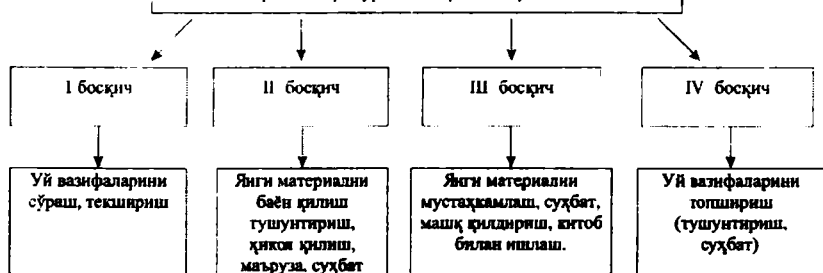 I босқич
II босқич
III босқич
IV босқич
Уй вазифаларини
сўраш, текшириш
Янги материални
баён қилиш
тушунтириш,
ҳикоя қилиш,
маъруза, суҳбат
Янги материални
мустаҳкамлаш, суҳбат,
машқ қилдириш, китоб
билан ишлаш.
Уй вазифаларини
топшириш
(тушунтириш,
суҳбат)